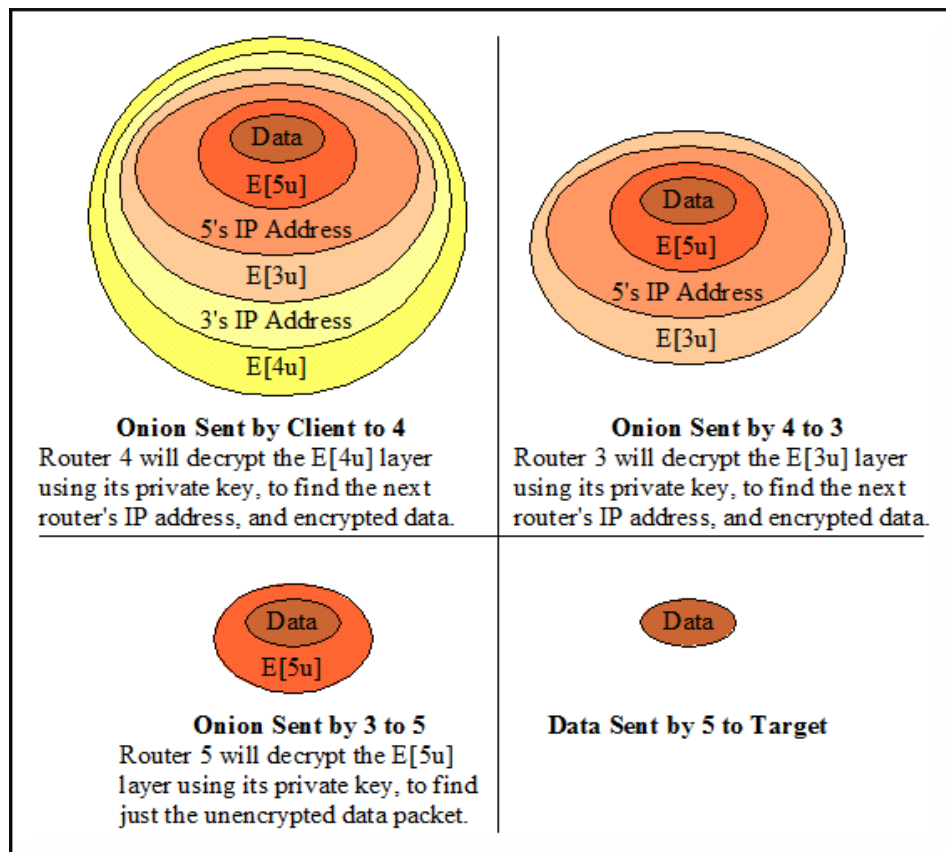 Data
E[5u]
5's IP Address
E[3u]
3's IP Address
E[4u]
Onion Sent by Client to 4
Router 4 will decrypt the E[4u] layer
using its private key, to find the next
router's IP address, and encrypted data.
Data
E[5u]
5's IP Address
E[3u]
Onion Sent by 4 to 3
Router 3 will decrypt the E[3u] layer
using its private key, to find the next
router's IP address, and encrypted data.
Data
E[5u]
Onion Sent by 3 to 5
Router 5 will decrypt the E[5u]
layer using its private key, to find
just the unencrypted data packet.
Data
Data Sent by 5 to Target